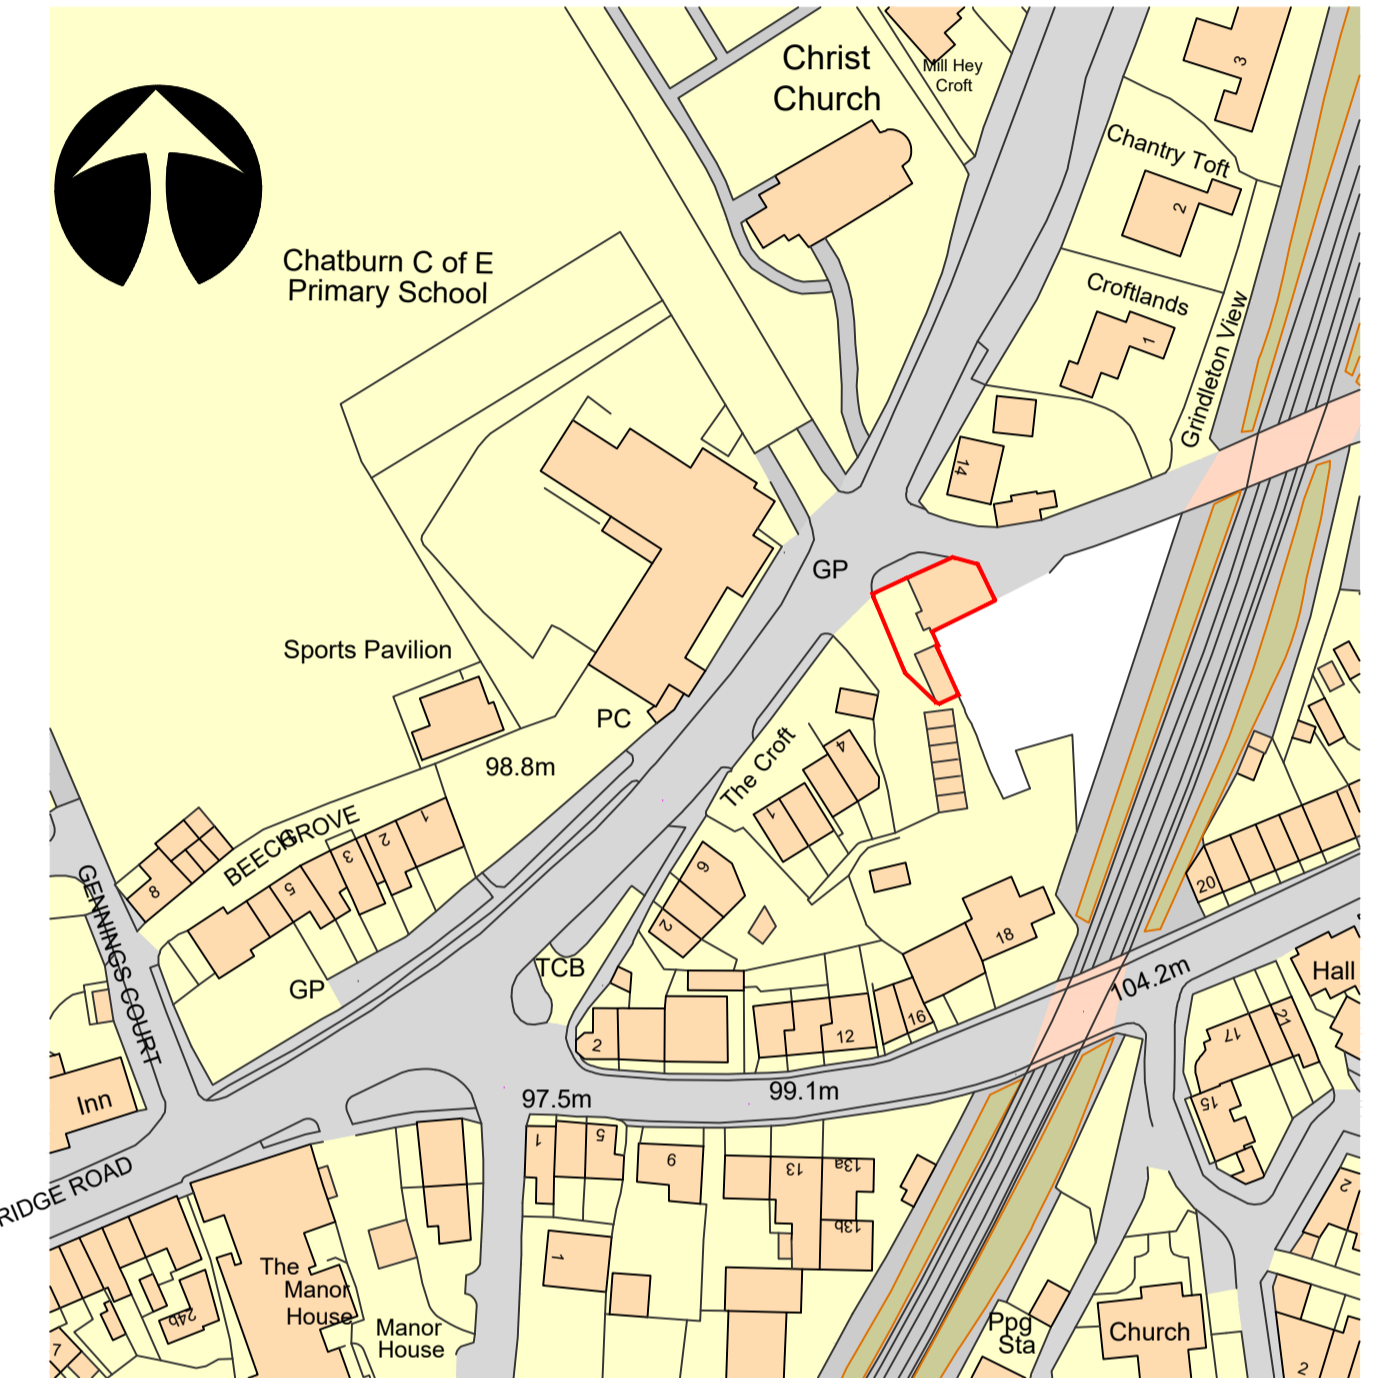 Christ
Church
Mill Hey
Croft
3
Chantry Toft
2
Chatburn C of E
Primary School
Croftlands
1
Grindleton View
14
GP
Sports Pavilion
PC
98.8m
The Croft
4
1
BEECH GROVE
1
2
3
5
8
6
2
20
GENNINGS COURT
GP
TCB
18
16
12
2
104.2m
Hall
21
17
15
Inn
97.5m
99.1m
RIDGE ROAD
1
5
9
13
13a
13b
1
2
The
Manor
House
24b
7
Manor
House
Ppg
Sta
Church
2